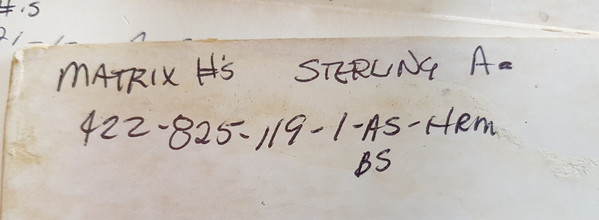 #'s
MATRIX #'s STERLING A=
422-825-119-1-AS-HRM
BS